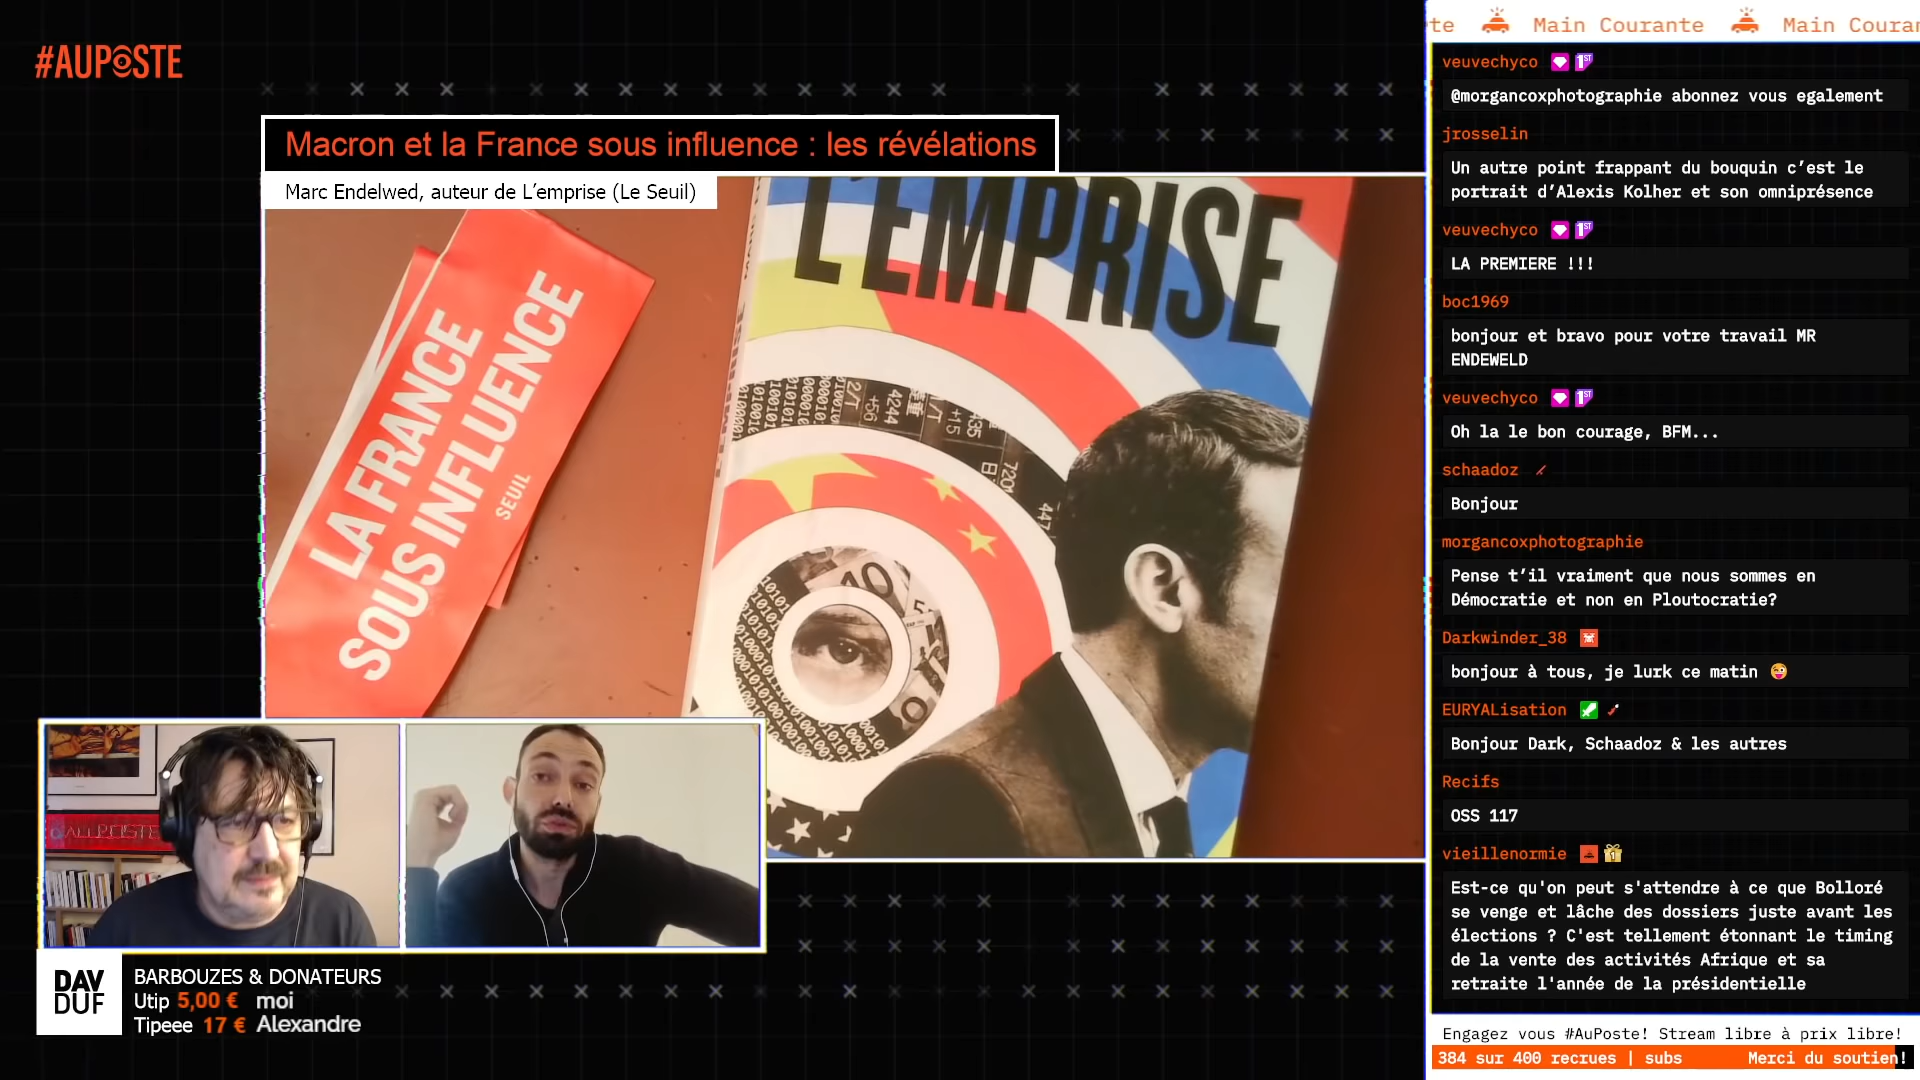 #AUPOSTE
Macron et la France sous influence : les révélations
Marc Endelwed, auteur de L'emprise (Le Seuil)
L'EMPRISE
LA FRANCE
SOUS INFLUENCE
SEUIL
DAV
DUF
BARBOUZES & DONATEURS
Utip 5,00 € moi
Tipeee 17 € Alexandre
te Main Courante Main Couran
veuvechyco
@morgancoxphotographie abonnez vous egalement
jrosselin
Un autre point frappant du bouquin c’est le
portrait d’Alexis Kolher et son omniprésence
veuvechyco
LA PREMIERE !!!
boc1969
bonjour et bravo pour votre travail MR
ENDEWELD
veuvechyco
Oh la le bon courage, BFM...
schaadoz
Bonjour
morgancoxphotographie
Pense t’il vraiment que nous sommes en
Démocratie et non en Ploutocratie?
Darkwinder_38
bonjour à tous, je lurk ce matin 😜
EURYALisation
Bonjour Dark, Schaadoz & les autres
Recifs
OSS 117
vieillenormie
Est-ce qu'on peut s'attendre à ce que Bolloré
se venge et lâche des dossiers juste avant les
élections ? C'est tellement étonnant le timing
de la vente des activités Afrique et sa
retraite l'année de la présidentielle
Engagez vous #AuPoste! Stream libre à prix libre!
384 sur 400 recrues | subs Merci du soutien!